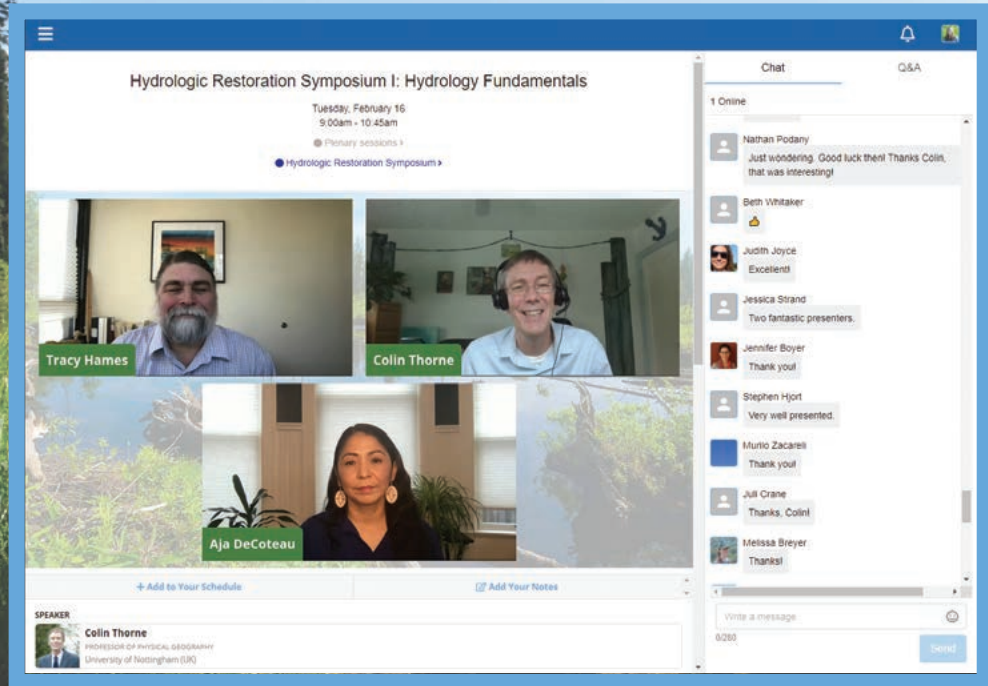 Hydrologic Restoration Symposium I: Hydrology Fundamentals
Tuesday, February 16
9:00am - 10:45am
Plenary sessions ›
Hydrologic Restoration Symposium ›
Tracy Hames
Colin Thorne
Aja DeCoteau
+ Add to Your Schedule
Add Your Notes
SPEAKER
Colin Thorne
PROFESSOR OF PHYSICAL GEOGRAPHY
University of Nottingham (UK)
Chat
Q&A
1 Online
Nathan Podany
Just wondering. Good luck then! Thanks Colin,
that was interesting!
Beth Whitaker
👍
Judith Joyce
Excellent!
Jessica Strand
Two fantastic presenters.
Jennifer Boyer
Thank you!
Stephen Hjort
Very well presented.
Murilo Zacareli
Thank you!
Juli Crane
Thanks, Colin!
Melissa Breyer
Thanks!
Write a message
0/280
Send